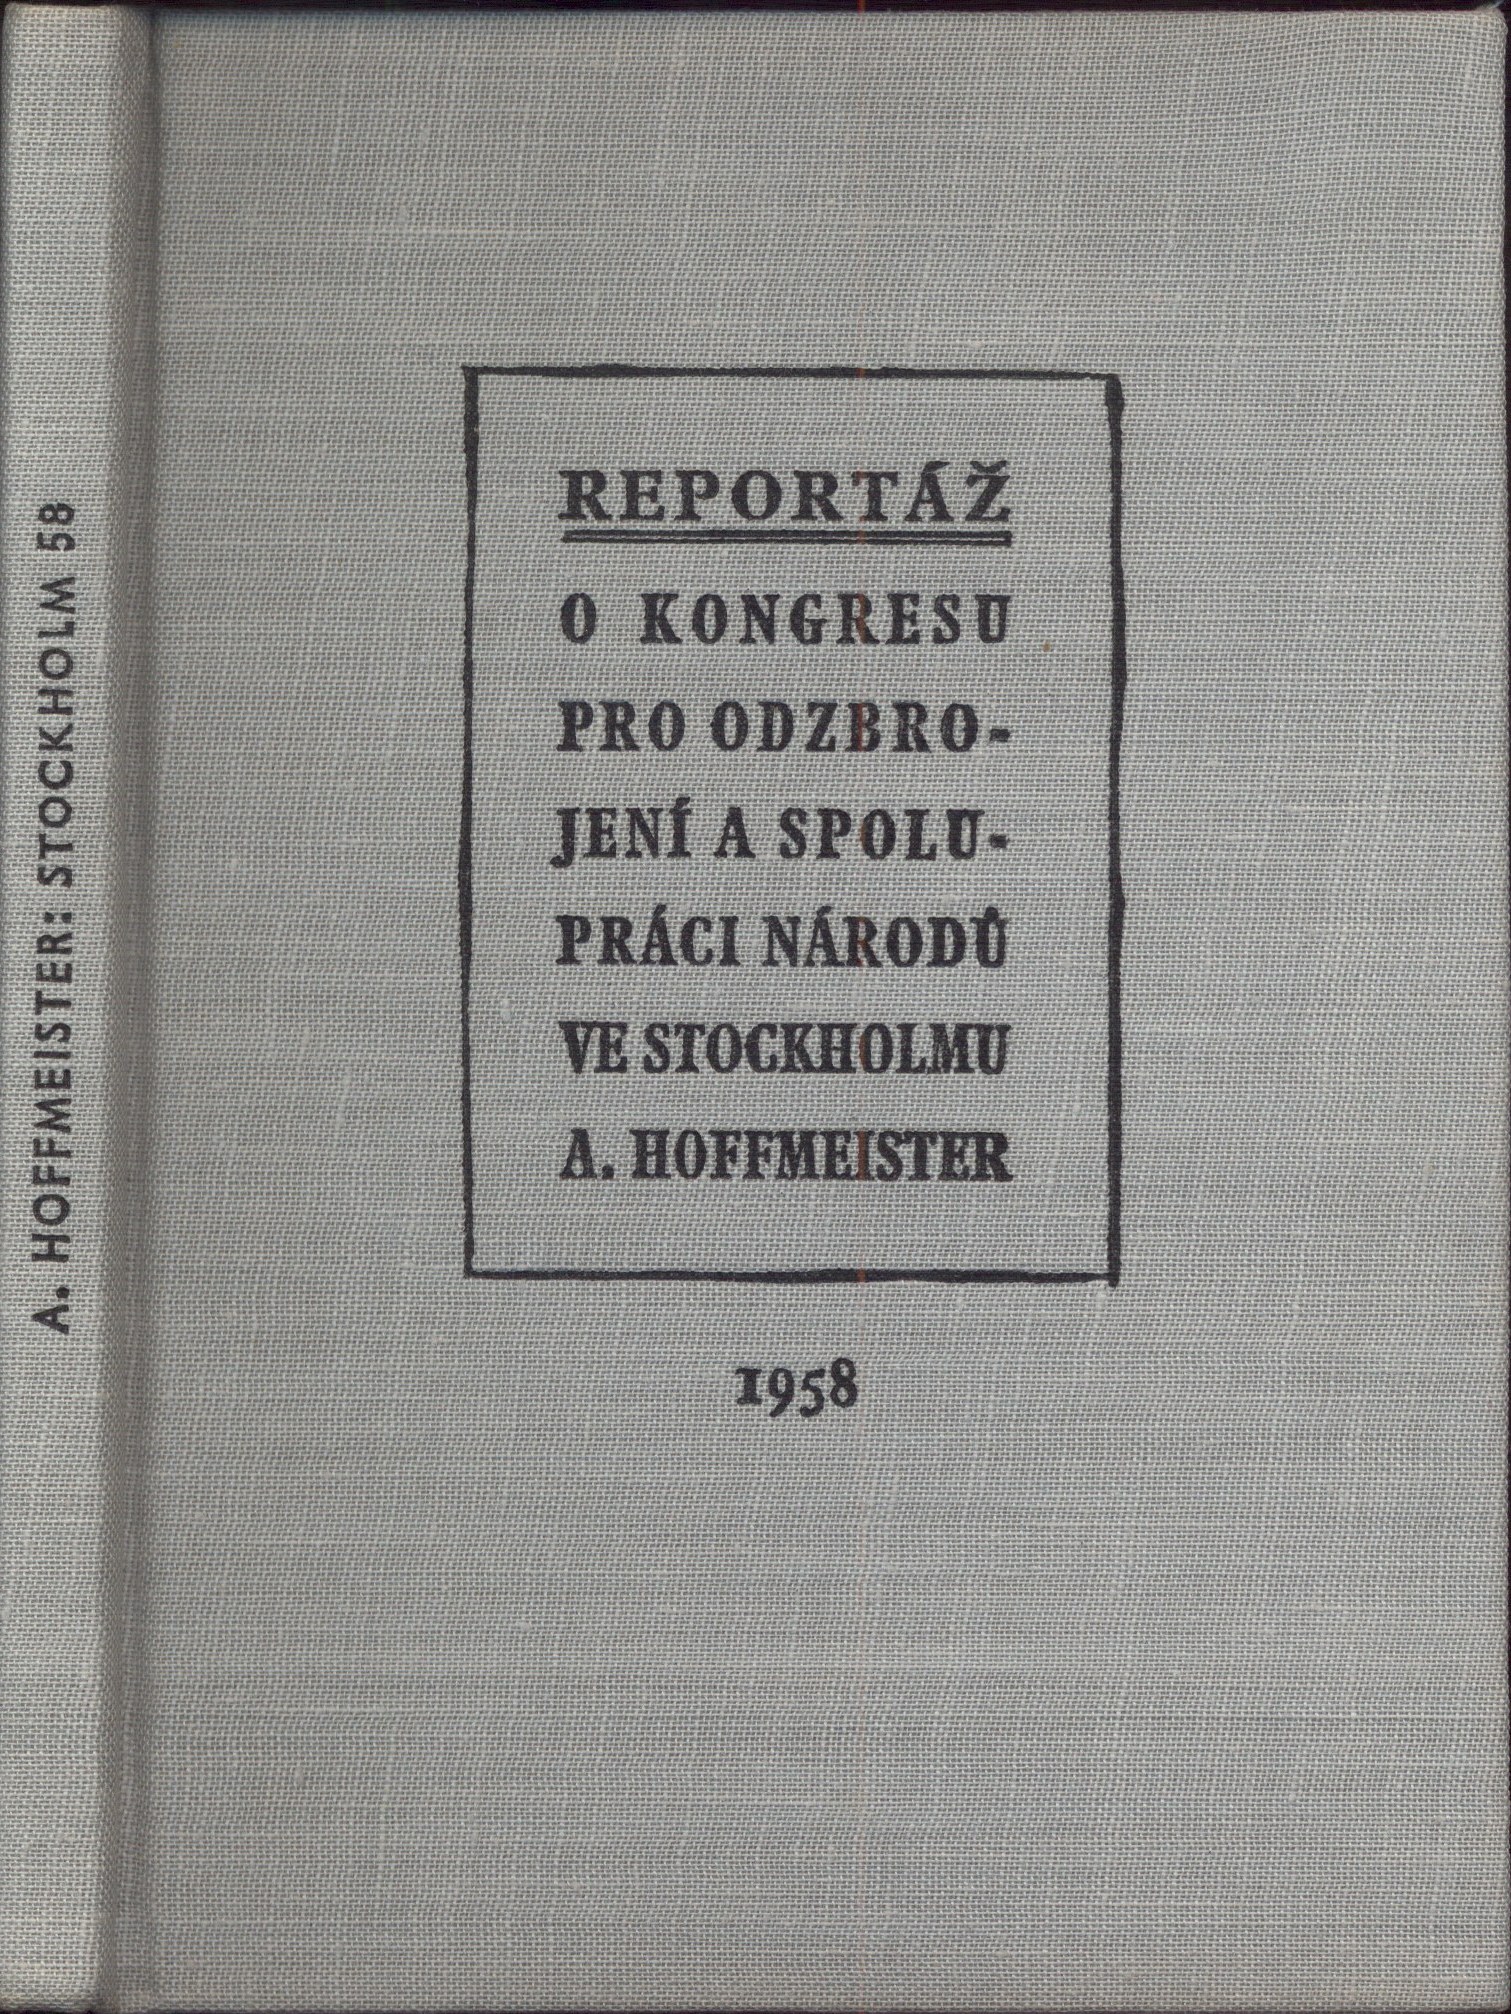 A. HOFFMEISTER: STOCKHOLM 58
REPORTÁŽ
O KONGRESU
PRO ODZBRO-
JENÍ A SPOLU-
PRÁCI NÁRODŮ
VE STOCKHOLMU
A. HOFFMEISTER
1958